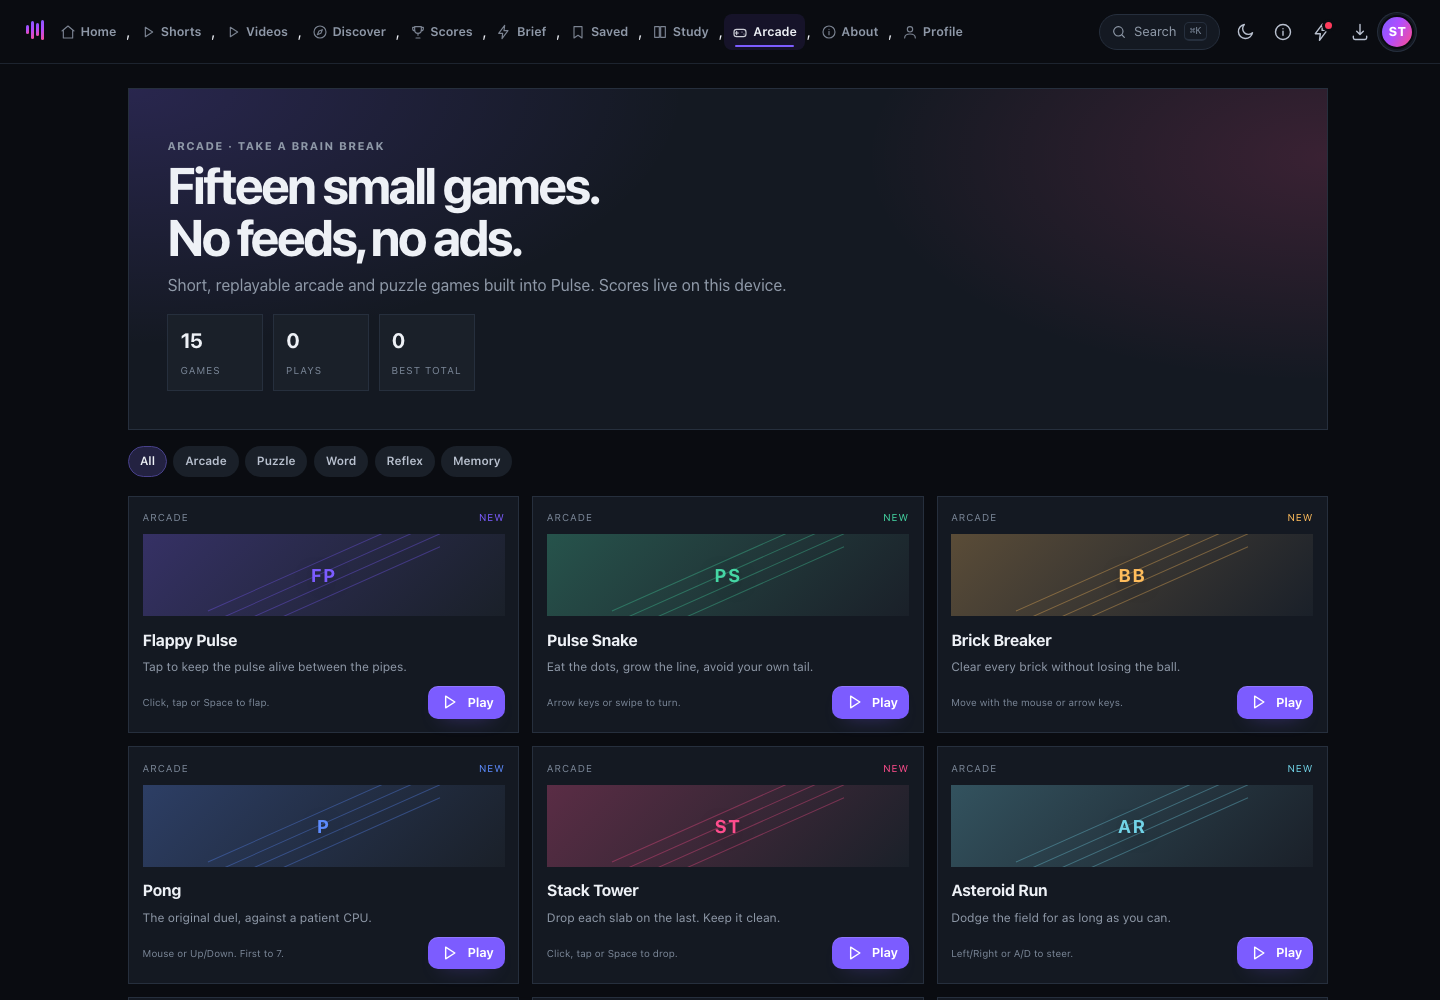 Home , Shorts , Videos , Discover , Scores , Brief , Saved , Study , Arcade , About , Profile
Search ⌘K
ST
ARCADE · TAKE A BRAIN BREAK
Fifteen small games.
No feeds, no ads.
Short, replayable arcade and puzzle games built into Pulse. Scores live on this device.
15 0 0
GAMES PLAYS BEST TOTAL
All Arcade Puzzle Word Reflex Memory
ARCADE NEW
FP
Flappy Pulse
Tap to keep the pulse alive between the pipes.
Click, tap or Space to flap. Play
ARCADE NEW
PS
Pulse Snake
Eat the dots, grow the line, avoid your own tail.
Arrow keys or swipe to turn. Play
ARCADE NEW
BB
Brick Breaker
Clear every brick without losing the ball.
Move with the mouse or arrow keys. Play
ARCADE NEW
P
Pong
The original duel, against a patient CPU.
Mouse or Up/Down. First to 7. Play
ARCADE NEW
ST
Stack Tower
Drop each slab on the last. Keep it clean.
Click, tap or Space to drop. Play
ARCADE NEW
AR
Asteroid Run
Dodge the field for as long as you can.
Left/Right or A/D to steer. Play